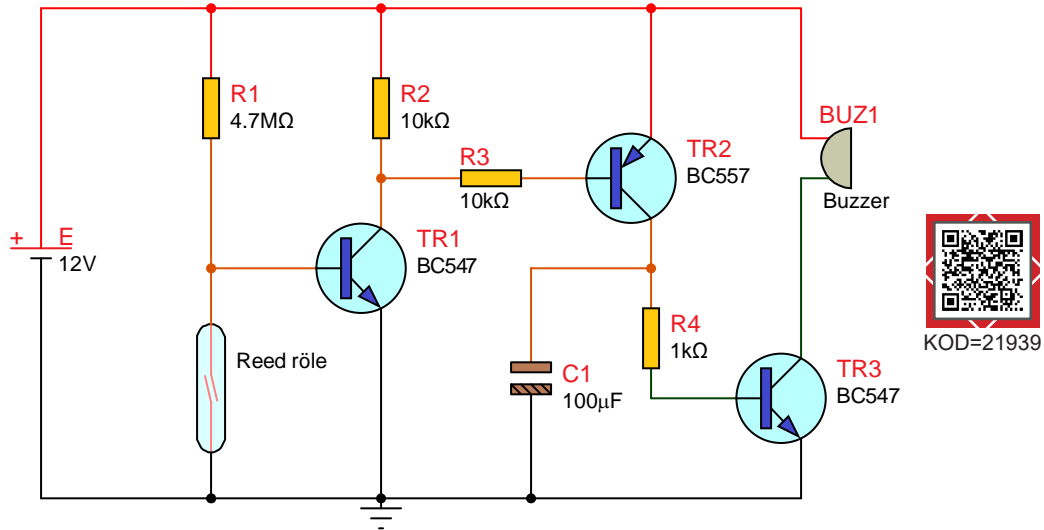 R1
4.7MΩ
R2
10kΩ
R3
10kΩ
TR2
BC557
BUZ1
Buzzer
+
E
12V
TR1
BC547
Reed röle
C1
100µF
R4
1kΩ
TR3
BC547
KOD=21939